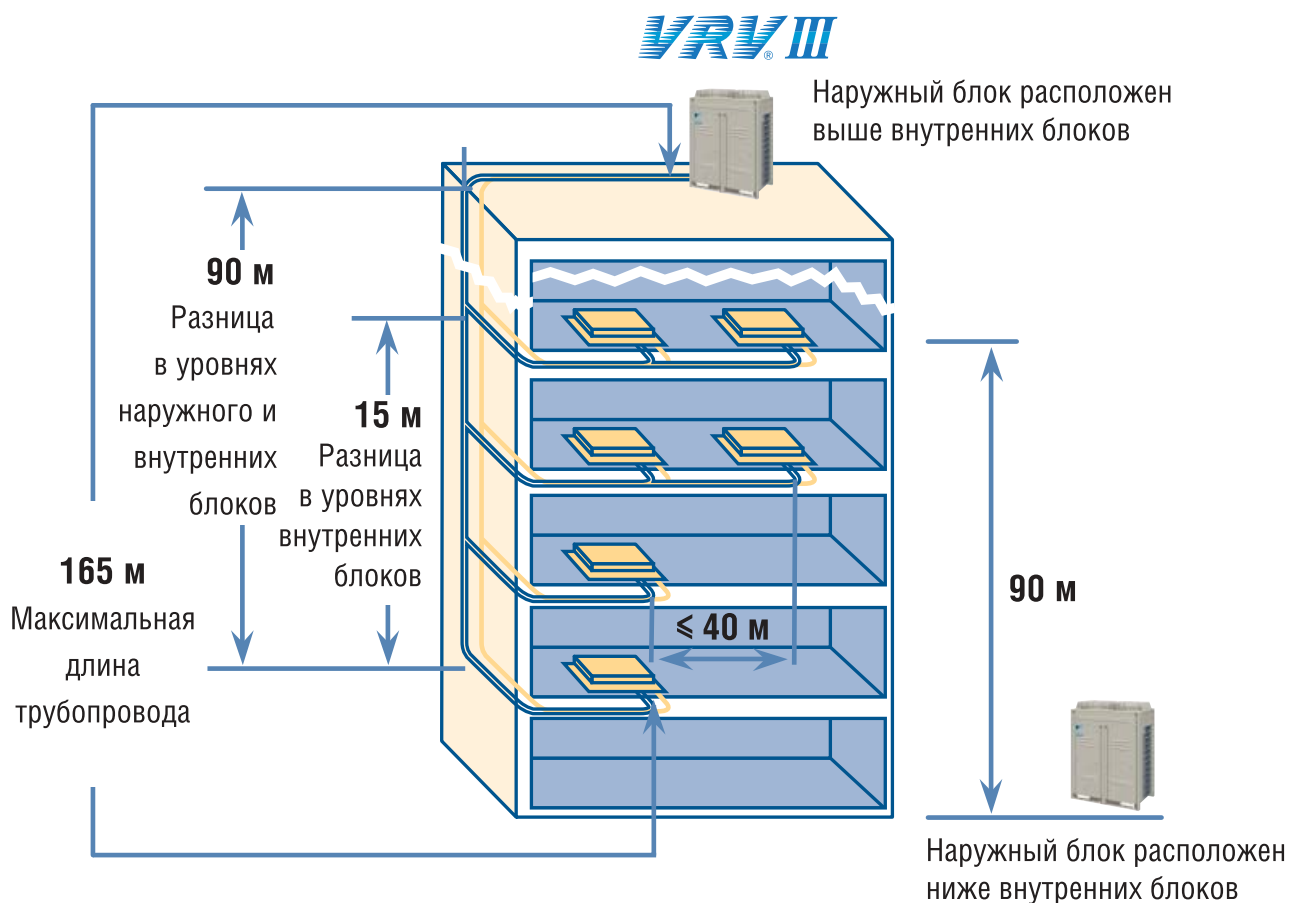 VRV® III
Наружный блок расположен
выше внутренних блоков
90 м
Разница
в уровнях
наружного и
внутренних
блоков
15 м
Разница
в уровнях
внутренних
блоков
165 м
Максимальная
длина
трубопровода
≤ 40 м
90 м
Наружный блок расположен
ниже внутренних блоков